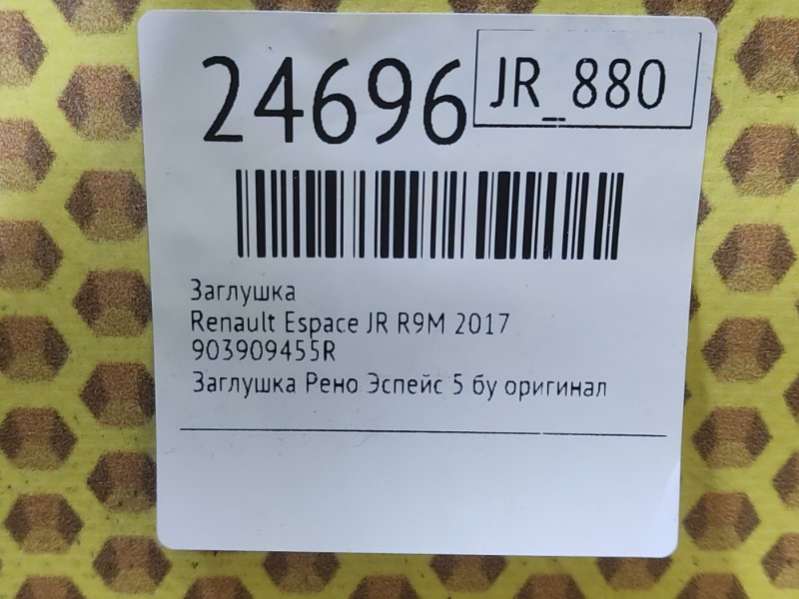 24696
JR_880
Заглушка
Renault Espace JR R9M 2017
903909455R
Заглушка Рено Эспейс 5 бу оригинал